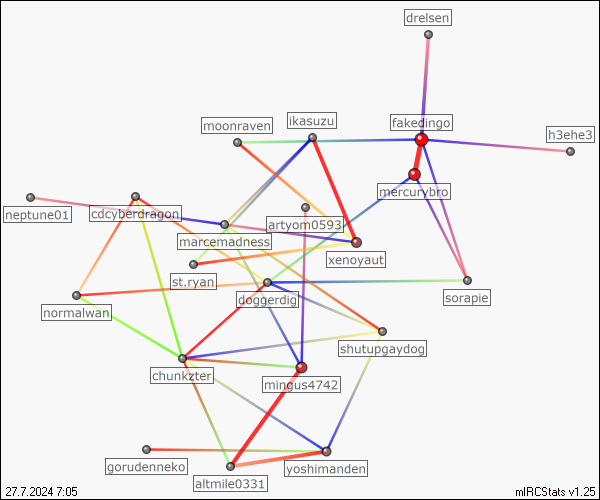 drelsen
ikasuzu
fakedingo
moonraven
h3ehe3
mercurybro
neptune01
cdcyberdragon
artyom0593
marcemadness
xenoyaut
st.ryan
doggerdig
sorapie
normalwan
shutupgaydog
chunkzter
mingus4742
gorudenneko
yoshimanden
altmile0331
27.7.2024 7:05
mIRCStats v1.25